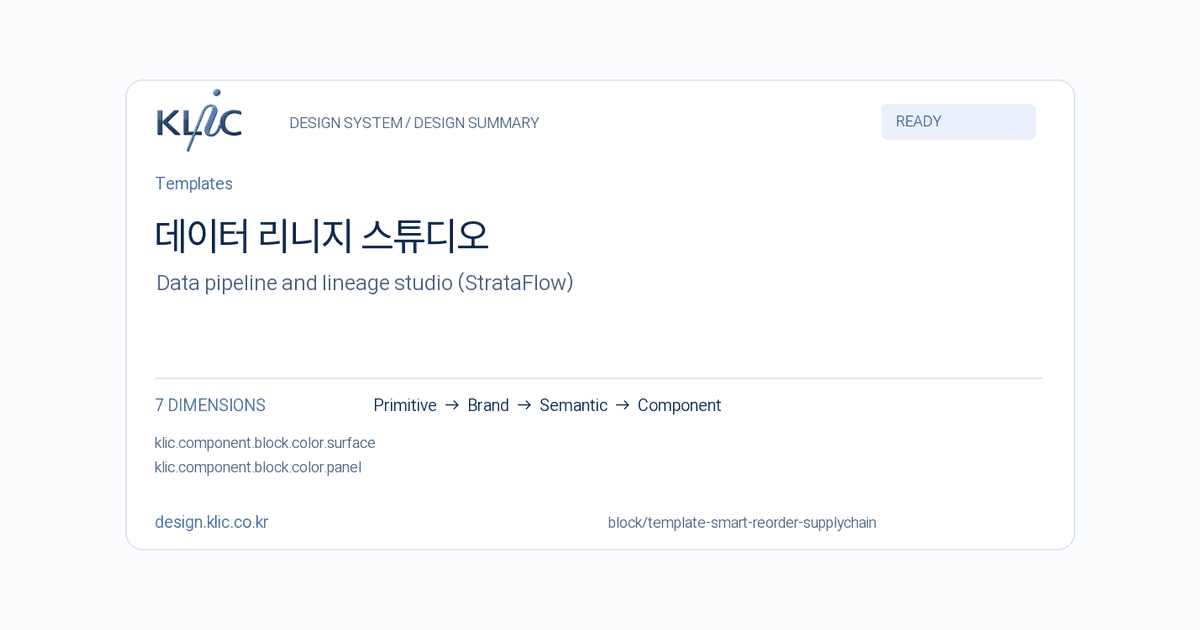 KLiC
DESIGN SYSTEM / DESIGN SUMMARY
READY
Templates
데이터 리니지 스튜디오
Data pipeline and lineage studio (StrataFlow)
7 DIMENSIONS
Primitive → Brand → Semantic → Component
klic.component.block.color.surface
klic.component.block.color.panel
design.klic.co.kr
block/template-smart-reorder-supplychain